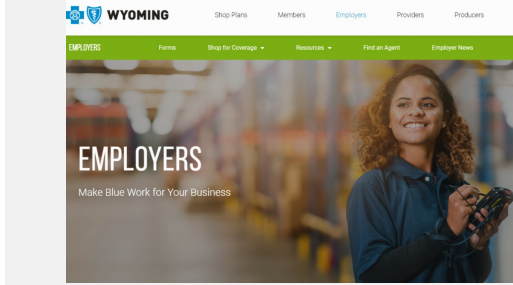 WYOMING
Shop Plans Members Employers Providers Producers
EMPLOYERS Forms Shop for Coverage Resources Find an Agent Employer News
EMPLOYERS
Make Blue Work for Your Business